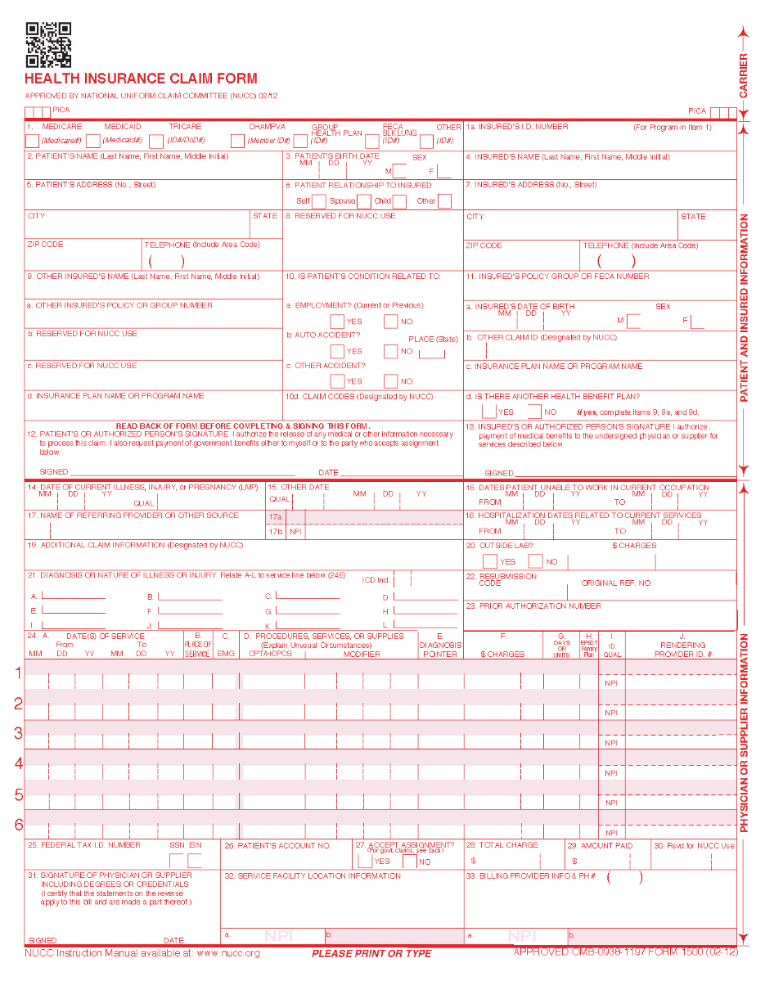 HEALTH INSURANCE CLAIM FORM
APPROVED BY NATIONAL UNIFORM CLAIM COMMITTEE (NUCC) 02/12
PICA
PICA
CARRIER
1. MEDICARE MEDICAID TRICARE CHAMPVA GROUP HEALTH PLAN FECA BLK LUNG OTHER
(Medicare#) (Medicaid#) (ID#/DoD#) (Member ID#) (ID#) (ID#) (ID#)
1a. INSURED'S I.D. NUMBER (For Program in Item 1)
2. PATIENT'S NAME (Last Name, First Name, Middle Initial)
3. PATIENT'S BIRTH DATE SEX
MM DD YY
M F
4. INSURED'S NAME (Last Name, First Name, Middle Initial)
5. PATIENT'S ADDRESS (No., Street)
6. PATIENT RELATIONSHIP TO INSURED
Self Spouse Child Other
7. INSURED'S ADDRESS (No., Street)
CITY STATE
8. RESERVED FOR NUCC USE
CITY STATE
ZIP CODE TELEPHONE (Include Area Code)
( )
ZIP CODE TELEPHONE (Include Area Code)
( )
9. OTHER INSURED'S NAME (Last Name, First Name, Middle Initial)
10. IS PATIENT'S CONDITION RELATED TO:
11. INSURED'S POLICY GROUP OR FECA NUMBER
a. OTHER INSURED'S POLICY OR GROUP NUMBER
a. EMPLOYMENT? (Current or Previous)
YES NO
a. INSURED'S DATE OF BIRTH SEX
MM DD YY
M F
b. RESERVED FOR NUCC USE
b. AUTO ACCIDENT? PLACE (State)
YES NO
b. OTHER CLAIM ID (Designated by NUCC)
c. RESERVED FOR NUCC USE
c. OTHER ACCIDENT?
YES NO
c. INSURANCE PLAN NAME OR PROGRAM NAME
d. INSURANCE PLAN NAME OR PROGRAM NAME
10d. CLAIM CODES (Designated by NUCC)
d. IS THERE ANOTHER HEALTH BENEFIT PLAN?
YES NO If yes, complete items 9, 9a, and 9d.
READ BACK OF FORM BEFORE COMPLETING & SIGNING THIS FORM.
12. PATIENT'S OR AUTHORIZED PERSON'S SIGNATURE I authorize the release of any medical or other information necessary
to process this claim. I also request payment of government benefits either to myself or to the party who accepts assignment
below.
SIGNED DATE
13. INSURED'S OR AUTHORIZED PERSON'S SIGNATURE I authorize
payment of medical benefits to the undersigned physician or supplier for
services described below.
SIGNED
PATIENT AND INSURED INFORMATION
14. DATE OF CURRENT ILLNESS, INJURY, or PREGNANCY (LMP)
MM DD YY
QUAL.
15. OTHER DATE
QUAL. MM DD YY
16. DATES PATIENT UNABLE TO WORK IN CURRENT OCCUPATION
MM DD YY MM DD YY
FROM TO
17. NAME OF REFERRING PROVIDER OR OTHER SOURCE
17a.
17b. NPI
18. HOSPITALIZATION DATES RELATED TO CURRENT SERVICES
MM DD YY MM DD YY
FROM TO
19. ADDITIONAL CLAIM INFORMATION (Designated by NUCC)
20. OUTSIDE LAB? $ CHARGES
YES NO
21. DIAGNOSIS OR NATURE OF ILLNESS OR INJURY Relate A-L to service line below (24E) ICD Ind.
A. B. C. D.
E. F. G. H.
I. J. K. L.
22. RESUBMISSION CODE ORIGINAL REF. NO.
23. PRIOR AUTHORIZATION NUMBER
24. A. DATE(S) OF SERVICE B. C. D. PROCEDURES, SERVICES, OR SUPPLIES E. F. G. H. I. J.
From To PLACE OF (Explain Unusual Circumstances) DIAGNOSIS DAYS OR UNITS EPSDT Family Plan ID. RENDERING
MM DD YY MM DD YY SERVICE EMG CPT/HCPCS MODIFIER POINTER $ CHARGES QUAL. PROVIDER ID. #
1
NPI
2
NPI
3
NPI
4
NPI
5
NPI
6
NPI
25. FEDERAL TAX I.D. NUMBER SSN EIN
26. PATIENT'S ACCOUNT NO.
27. ACCEPT ASSIGNMENT?
(For govt. claims, see back)
YES NO
28. TOTAL CHARGE
$
29. AMOUNT PAID
$
30. Rsvd for NUCC Use
31. SIGNATURE OF PHYSICIAN OR SUPPLIER
INCLUDING DEGREES OR CREDENTIALS
(I certify that the statements on the reverse
apply to this bill and are made a part thereof.)
SIGNED DATE
32. SERVICE FACILITY LOCATION INFORMATION
a. NPI b.
33. BILLING PROVIDER INFO & PH # ( )
a. NPI b.
PHYSICIAN OR SUPPLIER INFORMATION
NUCC Instruction Manual available at: www.nucc.org
PLEASE PRINT OR TYPE
APPROVED OMB-0938-1197 FORM 1500 (02-12)